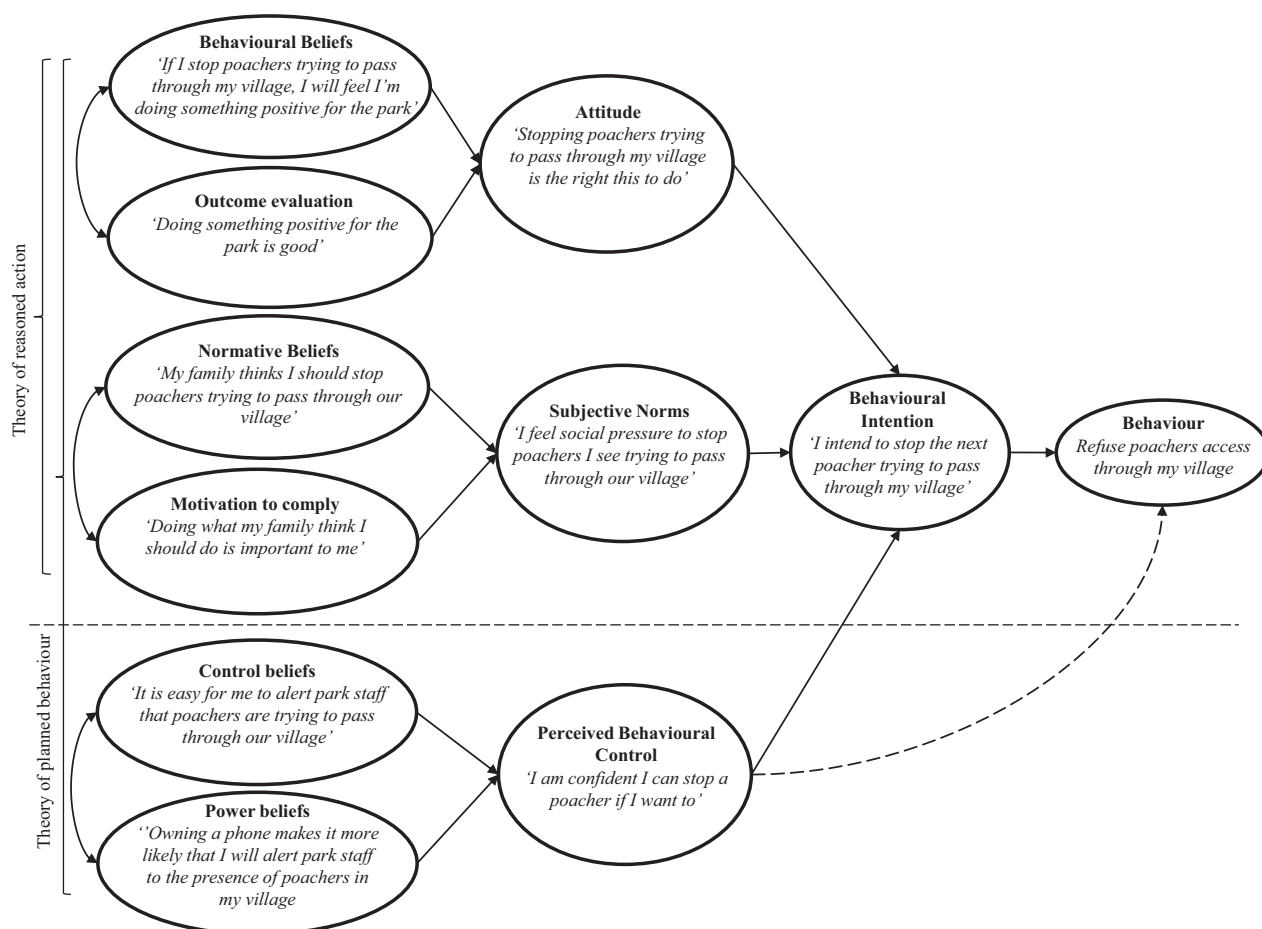 Behavioural Beliefs
‘If I stop poachers trying to pass
through my village, I will feel I’m
doing something positive for the park’
Outcome evaluation
‘Doing something positive for the
park is good’
Attitude
‘Stopping poachers trying
to pass through my village
is the right this to do’
Theory of reasoned action
Normative Beliefs
‘My family thinks I should stop
poachers trying to pass through our
village’
Motivation to comply
‘Doing what my family think I
should do is important to me’
Subjective Norms
‘I feel social pressure to stop
poachers I see trying to pass
through our village’
Behavioural
Intention
‘I intend to stop the next
poacher trying to pass
through my village’
Behaviour
Refuse poachers access
through my village
Theory of planned behaviour
Control beliefs
‘It is easy for me to alert park staff
that poachers are trying to pass
through our village’
Power beliefs
‘’Owning a phone makes it more
likely that I will alert park staff
to the presence of poachers in
my village
Perceived Behavioural
Control
‘I am confident I can stop a
poacher if I want to’